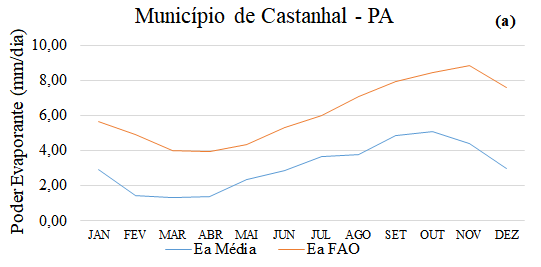 Município de Castanhal - PA
(a)
Poder Evaporante (mm/dia)
10,00
8,00
6,00
4,00
2,00
0,00
JAN FEV MAR ABR MAI JUN JUL AGO SET OUT NOV DEZ
Ea Média Ea FAO